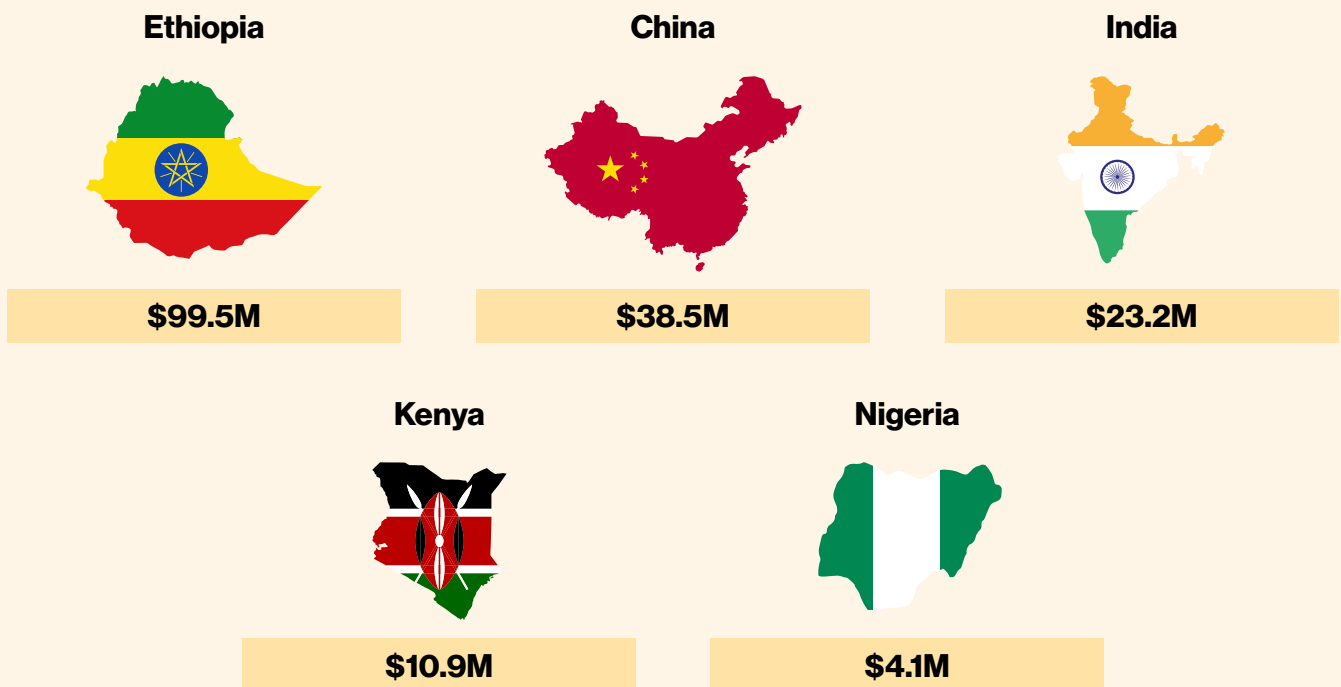 Ethiopia
China
India
$99.5M
$38.5M
$23.2M
Kenya
Nigeria
$10.9M
$4.1M